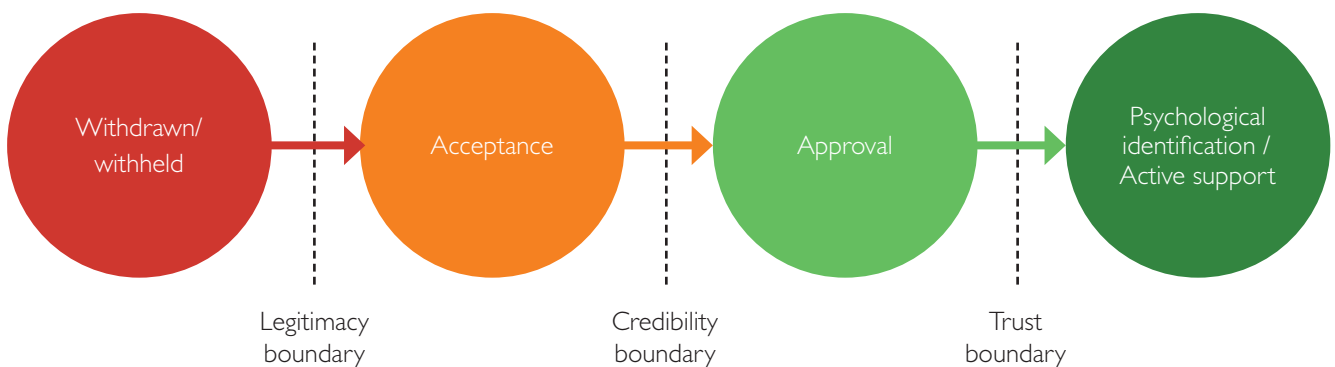 Withdrawn/
withheld
Acceptance
Approval
Psychological
identification /
Active support
Legitimacy
boundary
Credibility
boundary
Trust
boundary